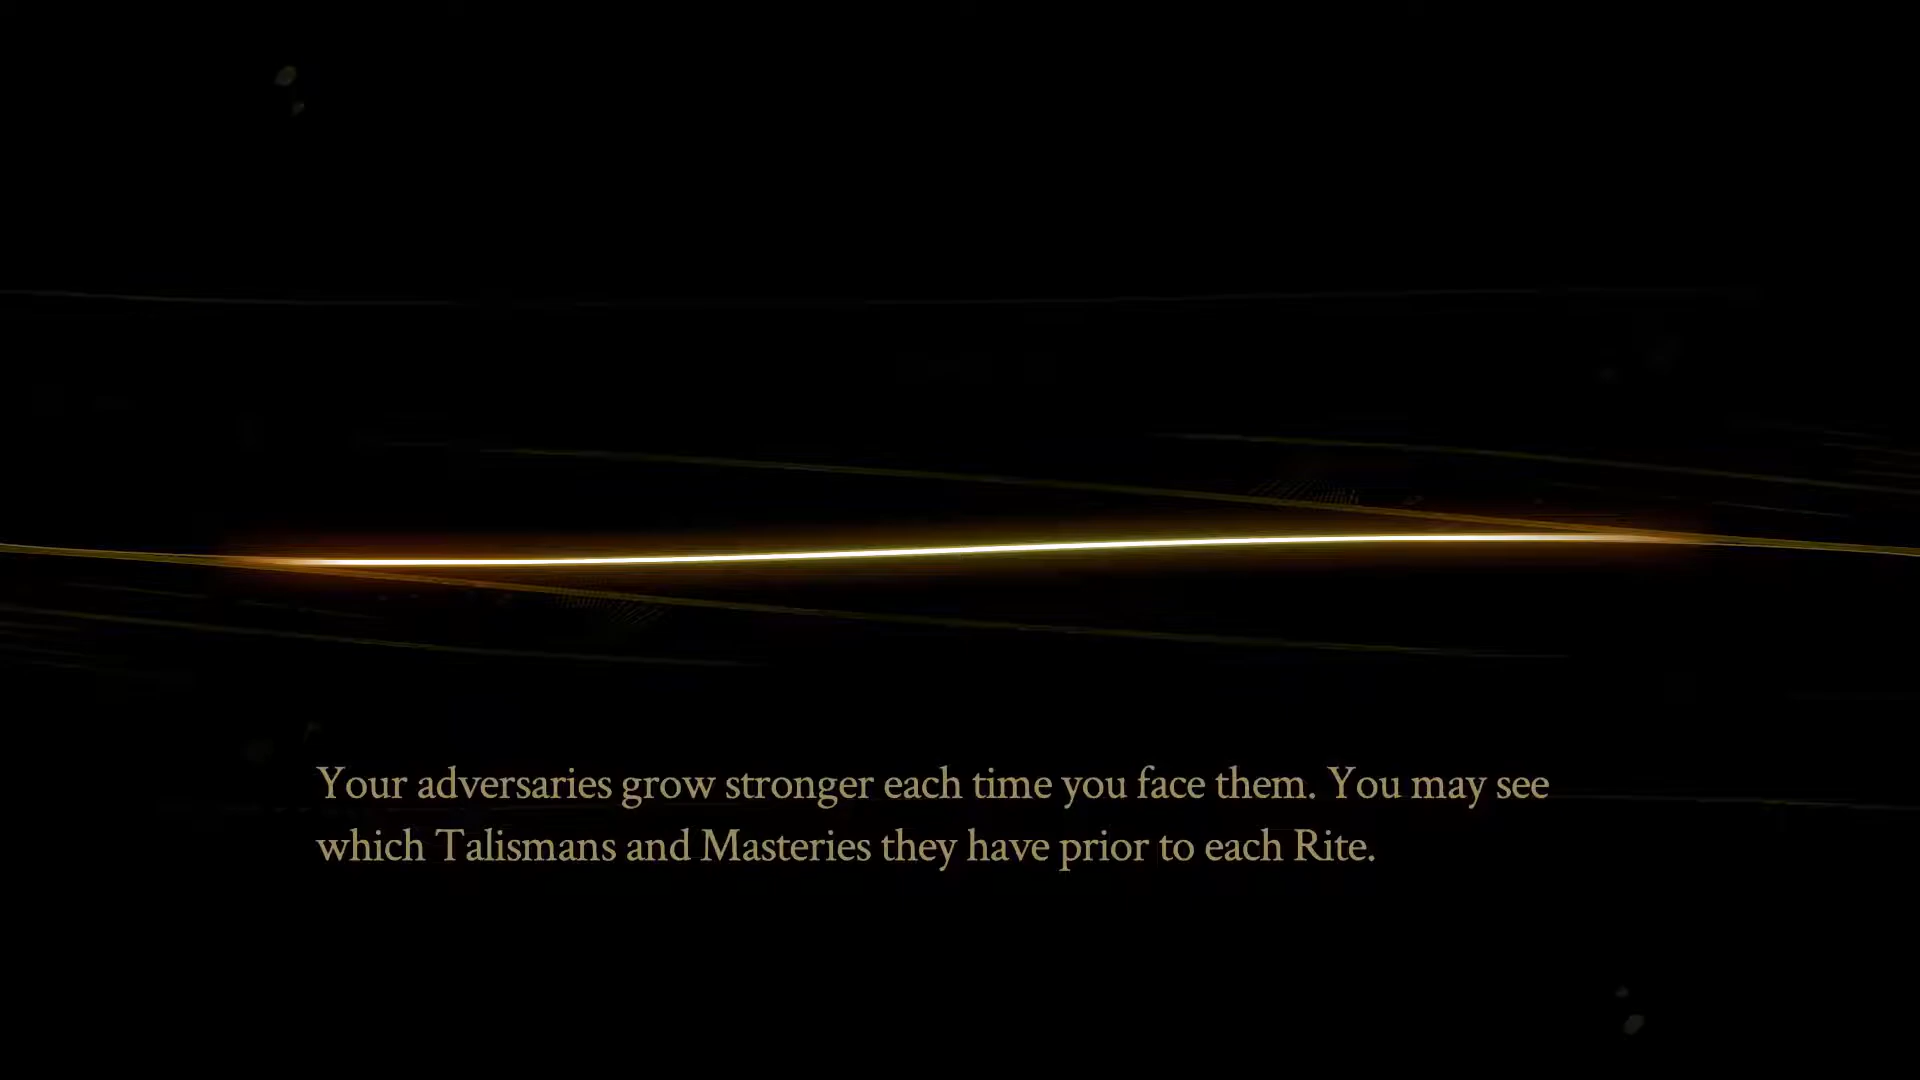 Your adversaries grow stronger each time you face them. You may see
which Talismans and Masteries they have prior to each Rite.